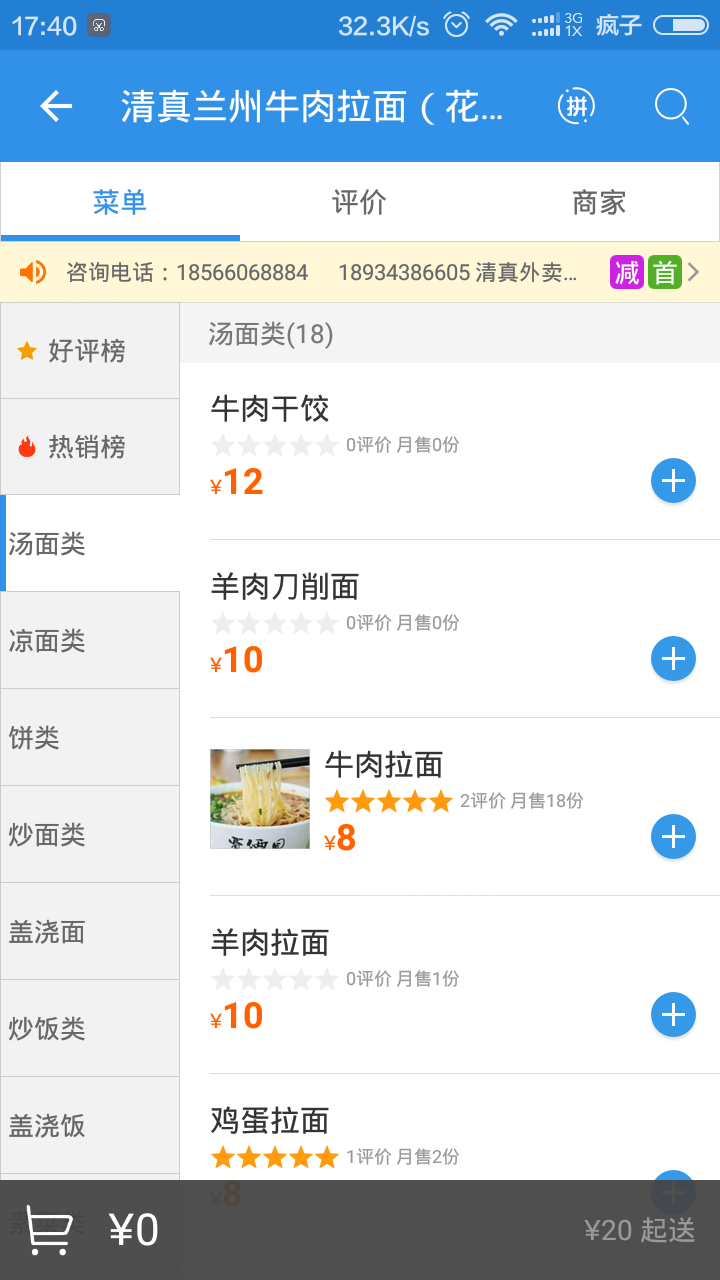 17:40 32.3K/s 3G 1X 疯子
清真兰州牛肉拉面（花... 拼
菜单 评价 商家
咨询电话：18566068884 18934386605 清真外卖... 减 首
好评榜
热销榜
汤面类
凉面类
饼类
炒面类
盖浇面
炒饭类
盖浇饭
汤面类(18)
牛肉干饺
0评价 月售0份
¥12
羊肉刀削面
0评价 月售0份
¥10
牛肉拉面
2评价 月售18份
¥8
羊肉拉面
0评价 月售1份
¥10
鸡蛋拉面
1评价 月售2份
¥8
¥0 ¥20 起送